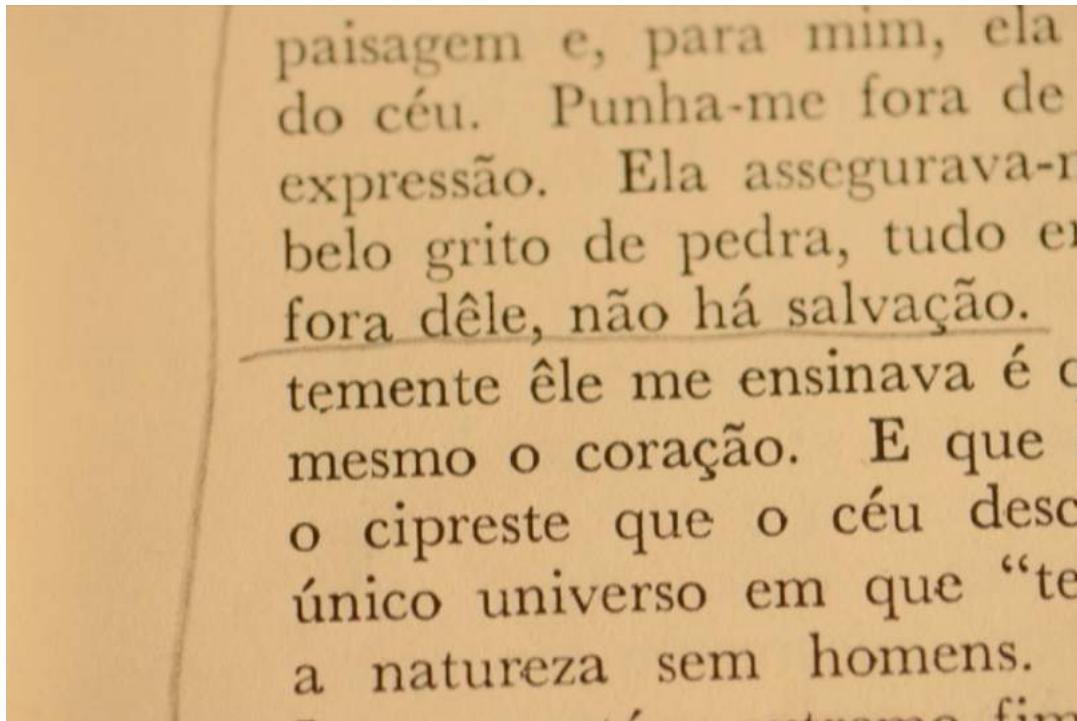 paisagem e, para mim, ela
do céu. Punha-me fora de
expressão. Ela assegurava-
belo grito de pedra, tudo
fora dêle, não há salvação.
temente êle me ensinava é
mesmo o coração. E que
o cipreste que o céu desc
único universo em que “te
a natureza sem homens.